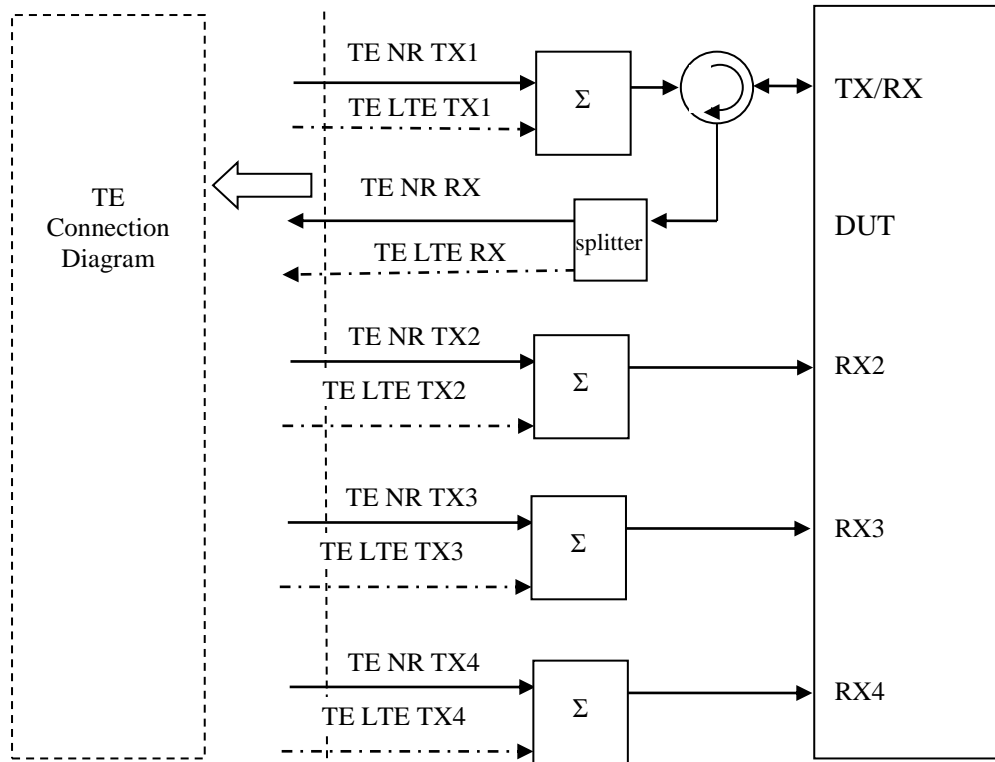 TE NR TX1
TE LTE TX1
Σ
TX/RX
TE
Connection
Diagram
TE NR RX
TE LTE RX
splitter
DUT
TE NR TX2
TE LTE TX2
Σ
RX2
TE NR TX3
TE LTE TX3
Σ
RX3
TE NR TX4
TE LTE TX4
Σ
RX4